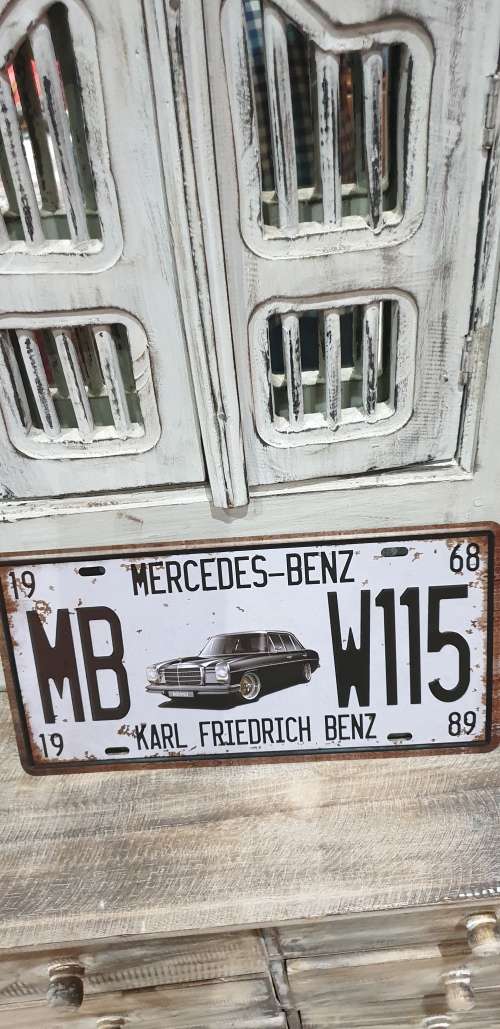 19 MERCEDES-BENZ 68
MB W115
19 KARL FRIEDRICH BENZ 89